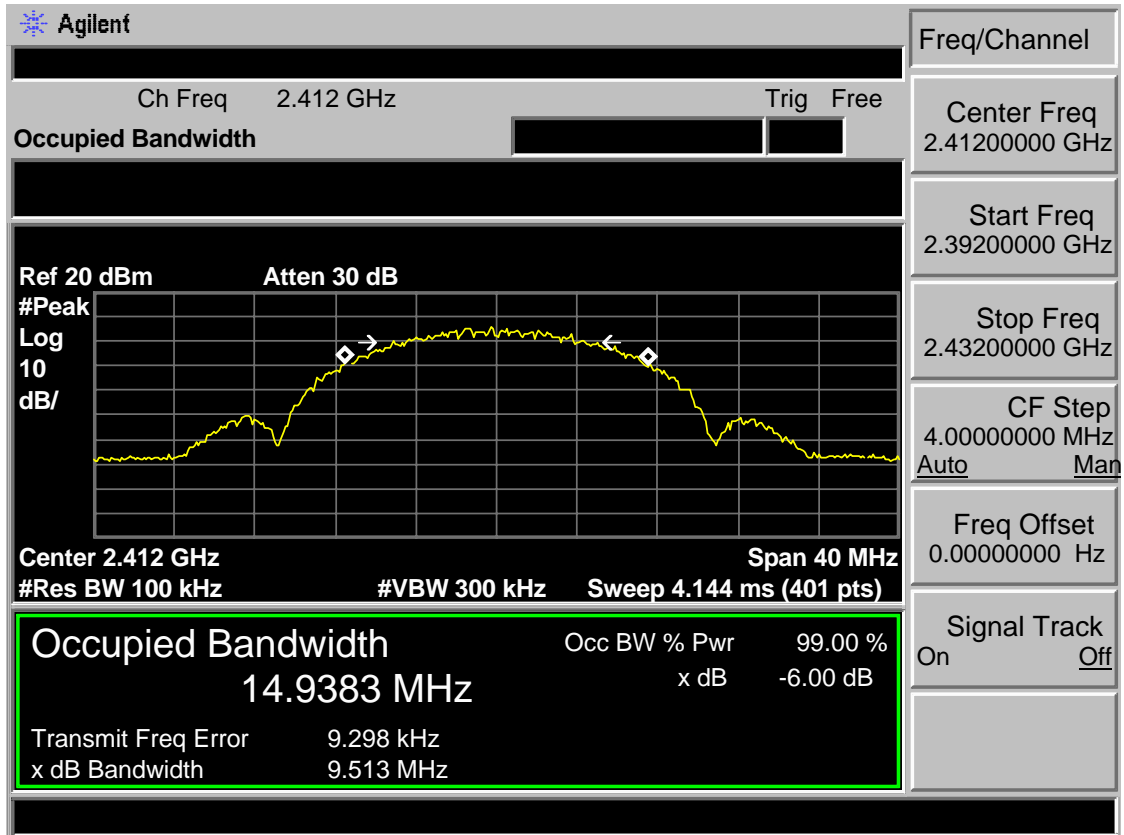 Agilent
Freq/Channel
Ch Freq 2.412 GHz Trig Free
Occupied Bandwidth
Center Freq
2.41200000 GHz
Start Freq
2.39200000 GHz
Stop Freq
2.43200000 GHz
CF Step
4.00000000 MHz
Auto Man
Freq Offset
0.00000000 Hz
Signal Track
On Off
Ref 20 dBm Atten 30 dB
#Peak
Log
10
dB/
Center 2.412 GHz Span 40 MHz
#Res BW 100 kHz #VBW 300 kHz Sweep 4.144 ms (401 pts)
Occupied Bandwidth Occ BW % Pwr 99.00 %
14.9383 MHz x dB -6.00 dB
Transmit Freq Error 9.298 kHz
x dB Bandwidth 9.513 MHz